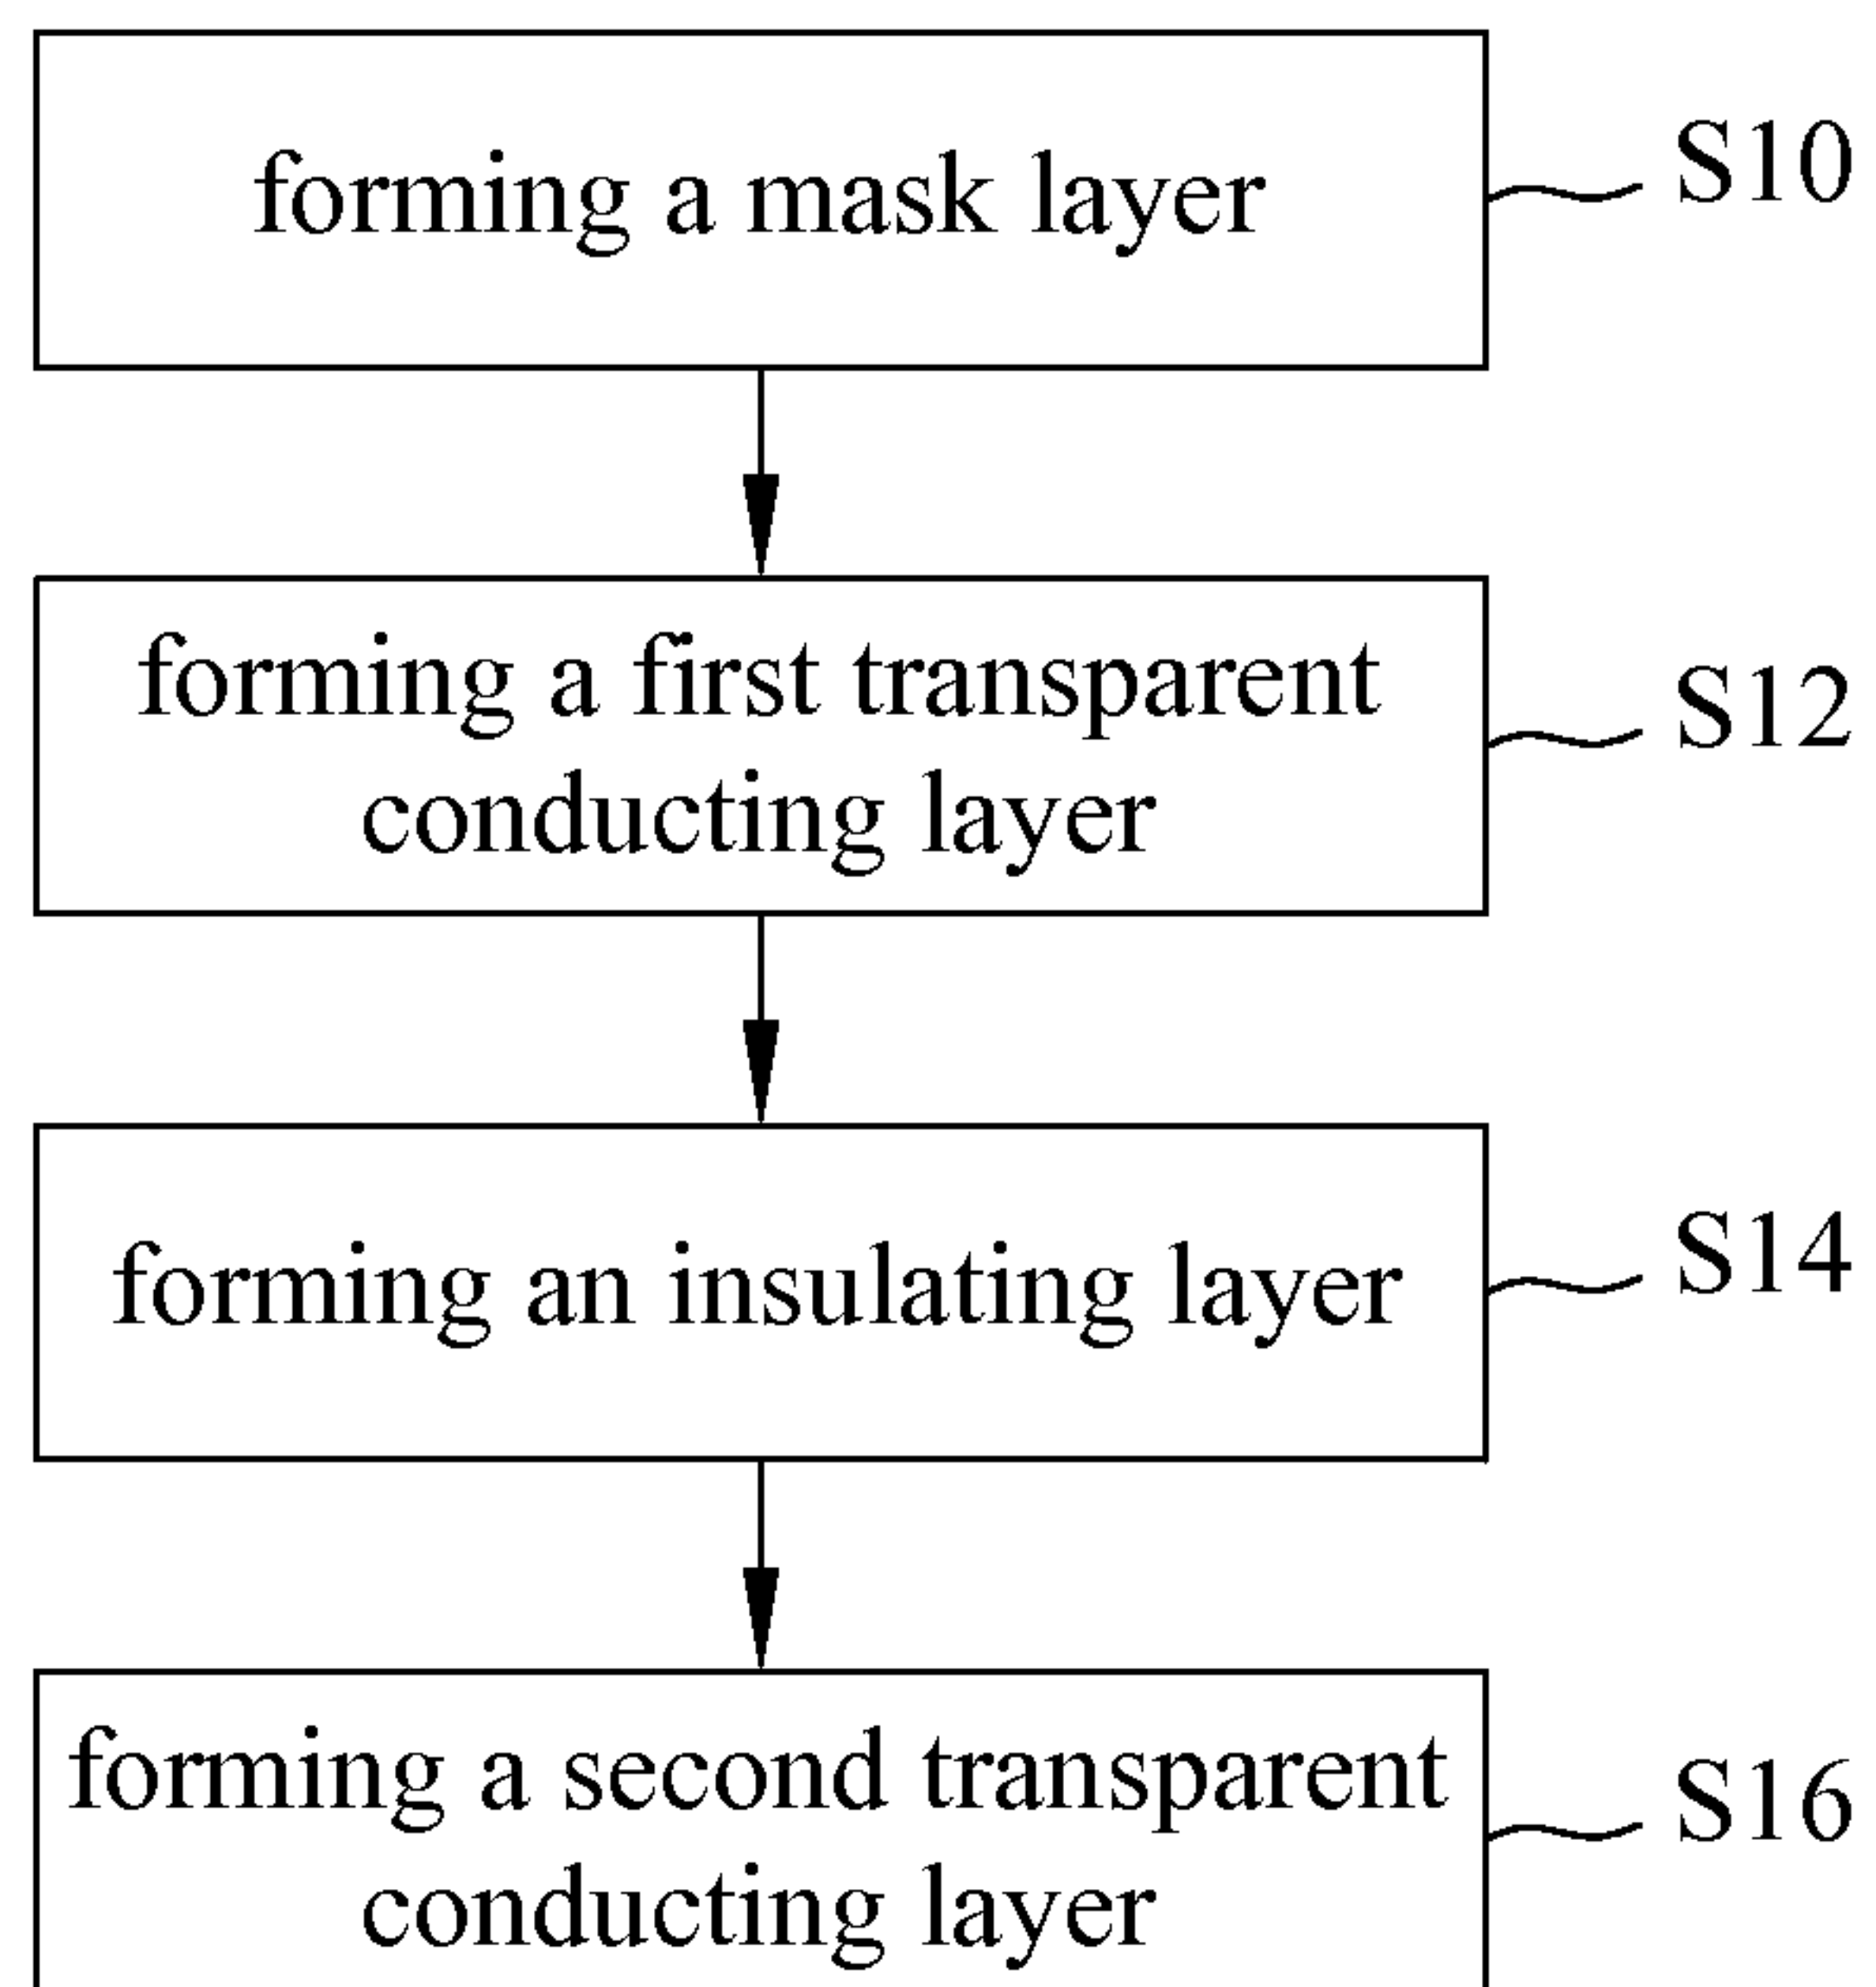 forming a mask layer
S10
forming a first transparent
conducting layer
S12
forming an insulating layer
S14
forming a second transparent
conducting layer
S16